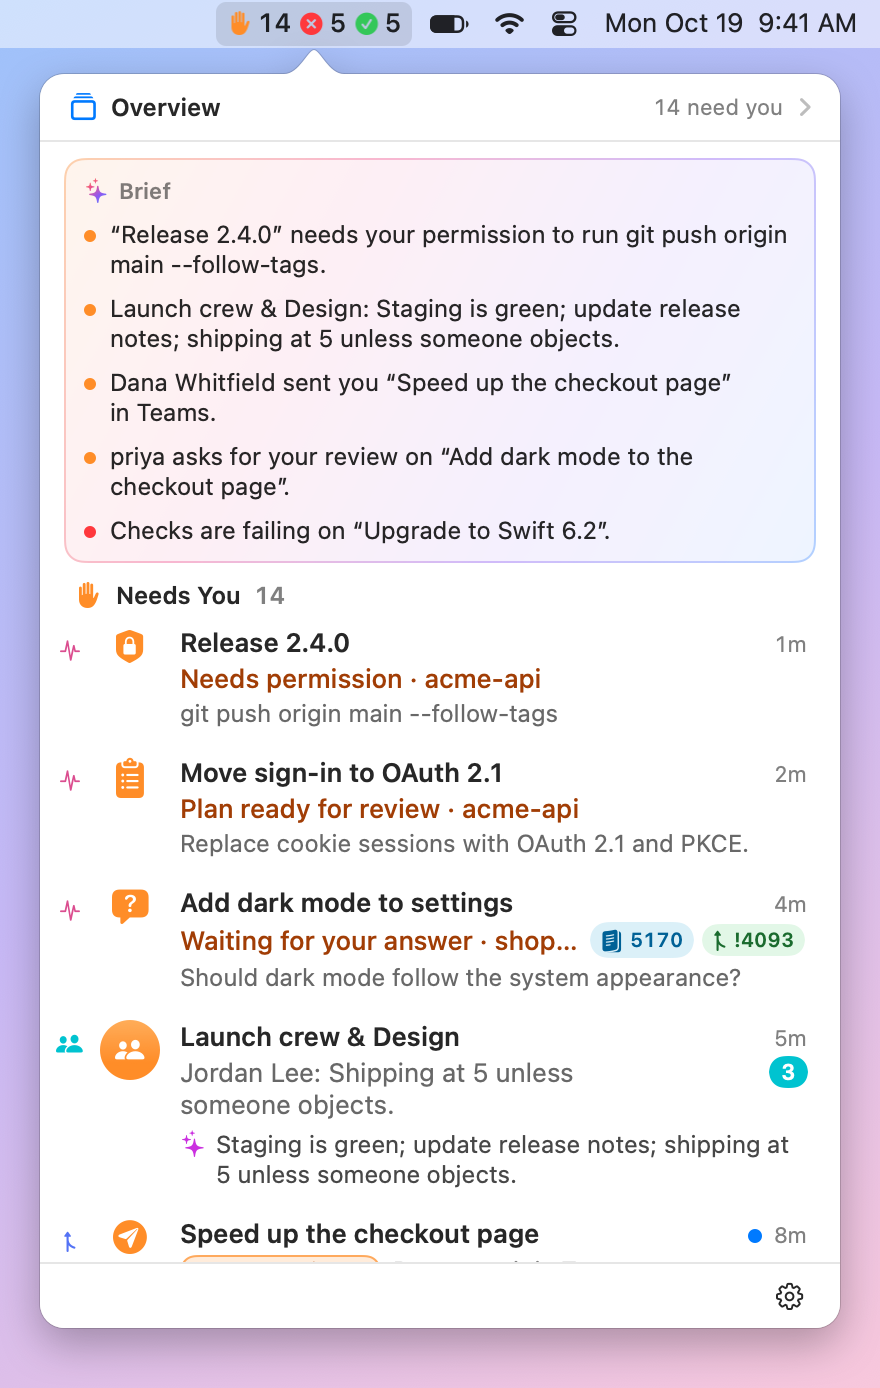 14 5 5 Mon Oct 19 9:41 AM
Overview 14 need you
Brief
“Release 2.4.0” needs your permission to run git push origin
main --follow-tags.
Launch crew & Design: Staging is green; update release
notes; shipping at 5 unless someone objects.
Dana Whitfield sent you “Speed up the checkout page”
in Teams.
priya asks for your review on “Add dark mode to the
checkout page”.
Checks are failing on “Upgrade to Swift 6.2”.
Needs You 14
Release 2.4.0 1m
Needs permission · acme-api
git push origin main --follow-tags
Move sign-in to OAuth 2.1 2m
Plan ready for review · acme-api
Replace cookie sessions with OAuth 2.1 and PKCE.
Add dark mode to settings 4m
Waiting for your answer · shop... 5170 !4093
Should dark mode follow the system appearance?
Launch crew & Design 5m
Jordan Lee: Shipping at 5 unless 3
someone objects.
Staging is green; update release notes; shipping at
5 unless someone objects.
Speed up the checkout page 8m